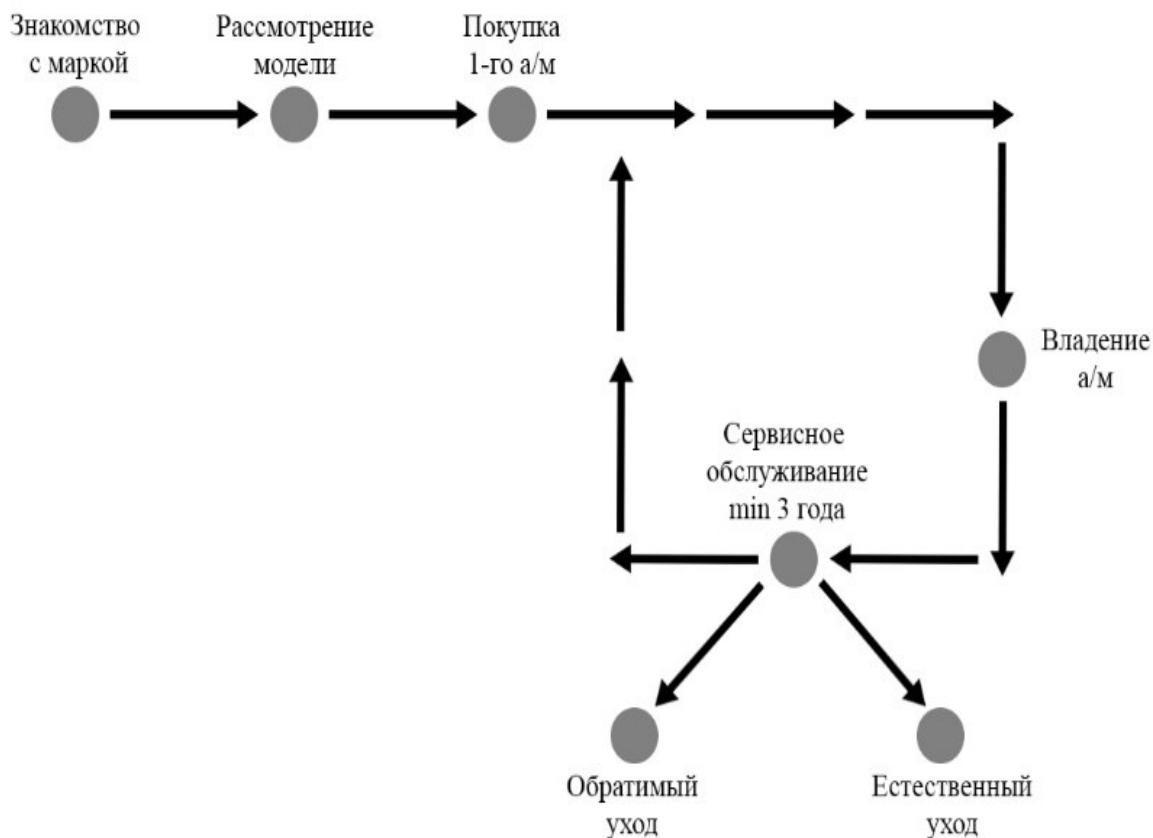 Знакомство
с маркой
Рассмотрение
модели
Покупка
1-го а/м
Владение
а/м
Сервисное
обслуживание
min 3 года
Обратимый
уход
Естественный
уход